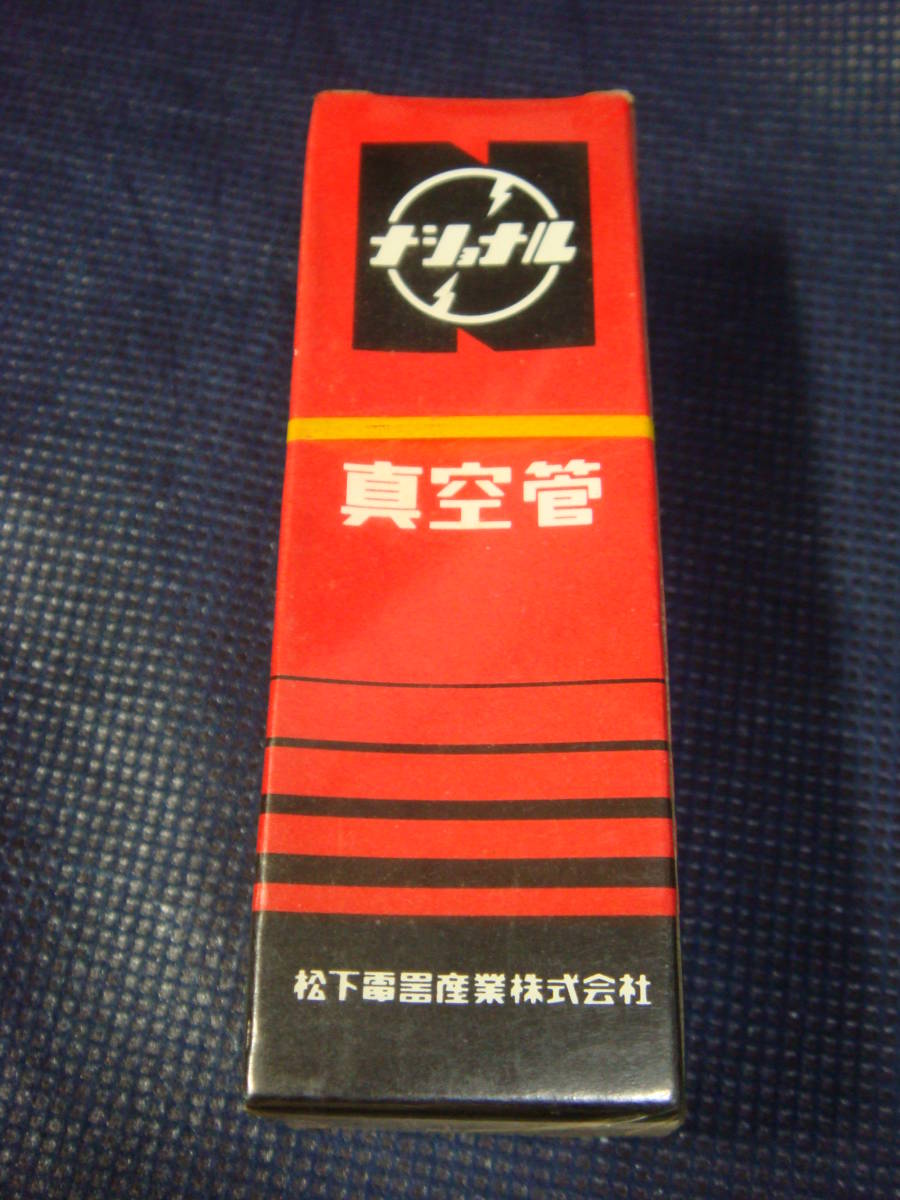 ナショナル
真空管
松下電器産業株式会社